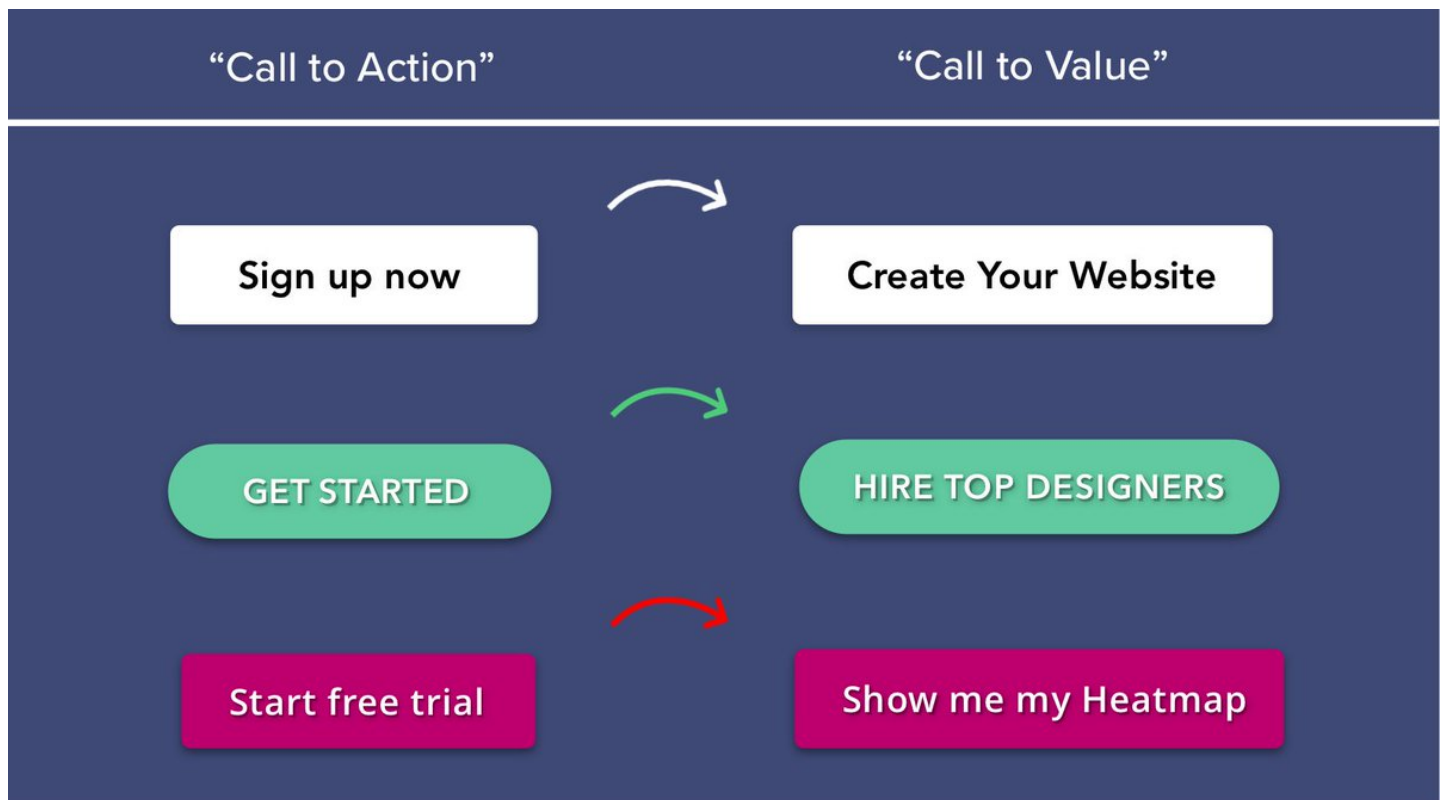 “Call to Action”
“Call to Value”
Sign up now
Create Your Website
GET STARTED
HIRE TOP DESIGNERS
Start free trial
Show me my Heatmap